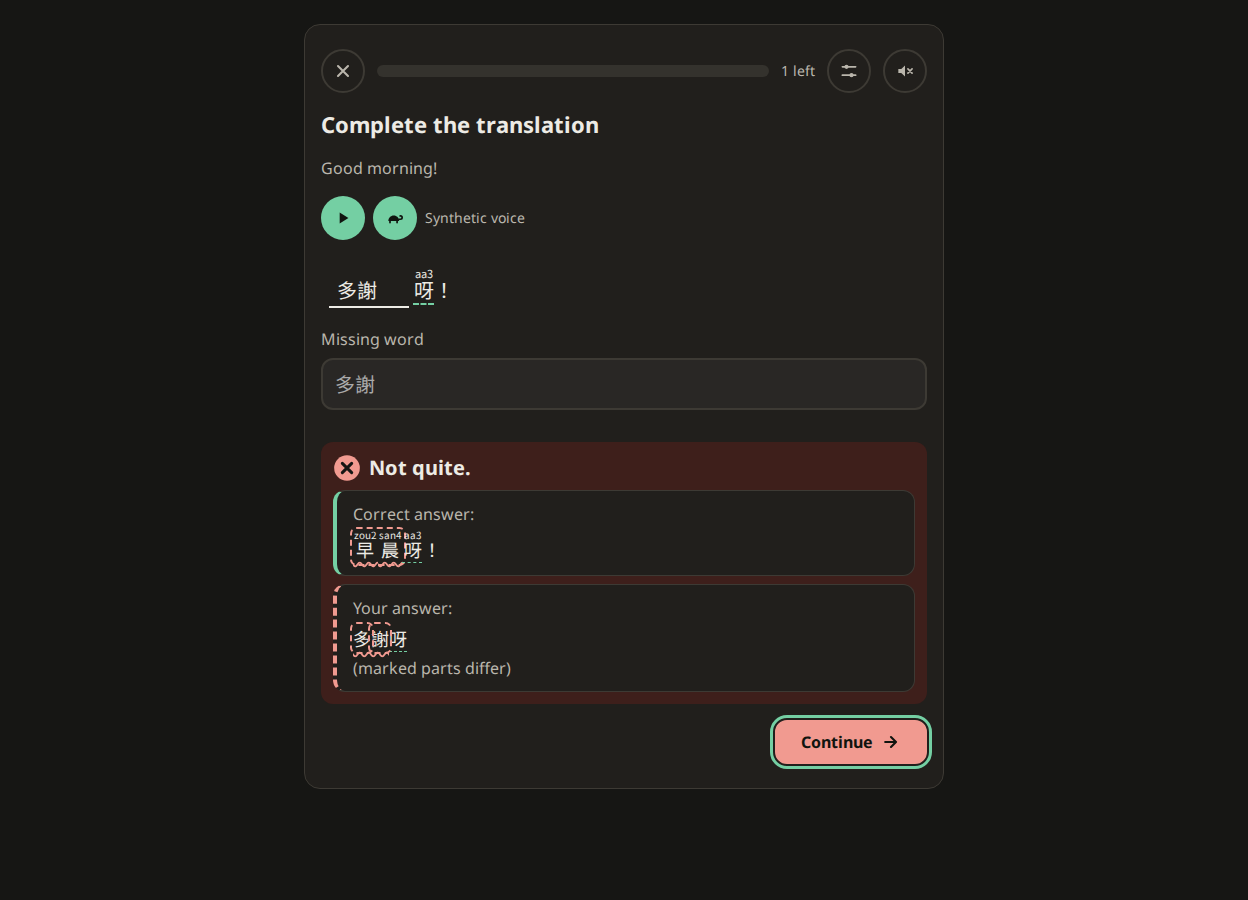 1 left
Complete the translation
Good morning!
Synthetic voice
aa3
多謝 呀！
Missing word
多謝
Not quite.
Correct answer:
zou2 san4 aa3
早晨呀！
Your answer:
多謝呀
(marked parts differ)
Continue